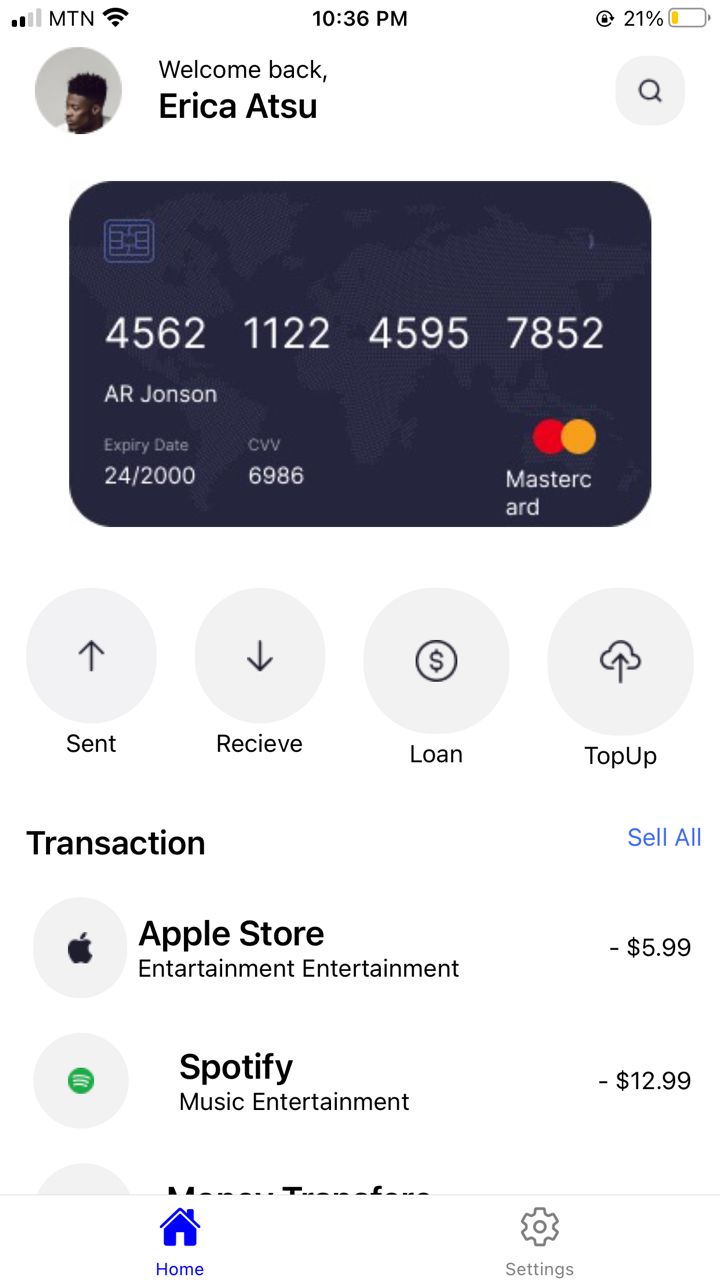 MTN 10:36 PM 21%
Welcome back,
Erica Atsu
4562 1122 4595 7852
AR Jonson
Expiry Date CVV
24/2000 6986
Masterc
ard
Sent Recieve Loan TopUp
Transaction Sell All
Apple Store
Entartainment Entertainment - $5.99
Spotify
Music Entertainment - $12.99
Money Transfers
Home Settings